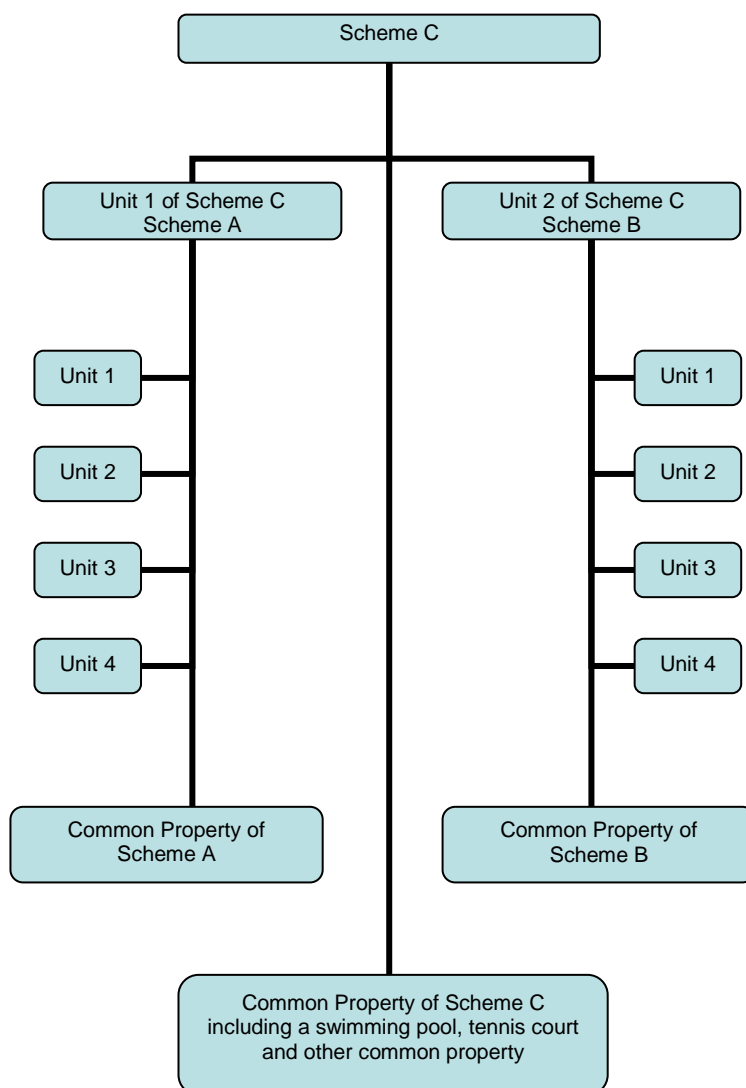 Scheme C
Unit 1 of Scheme C
Scheme A
Unit 2 of Scheme C
Scheme B
Unit 1
Unit 1
Unit 2
Unit 2
Unit 3
Unit 3
Unit 4
Unit 4
Common Property of
Scheme A
Common Property of
Scheme B
Common Property of Scheme C
including a swimming pool, tennis court
and other common property